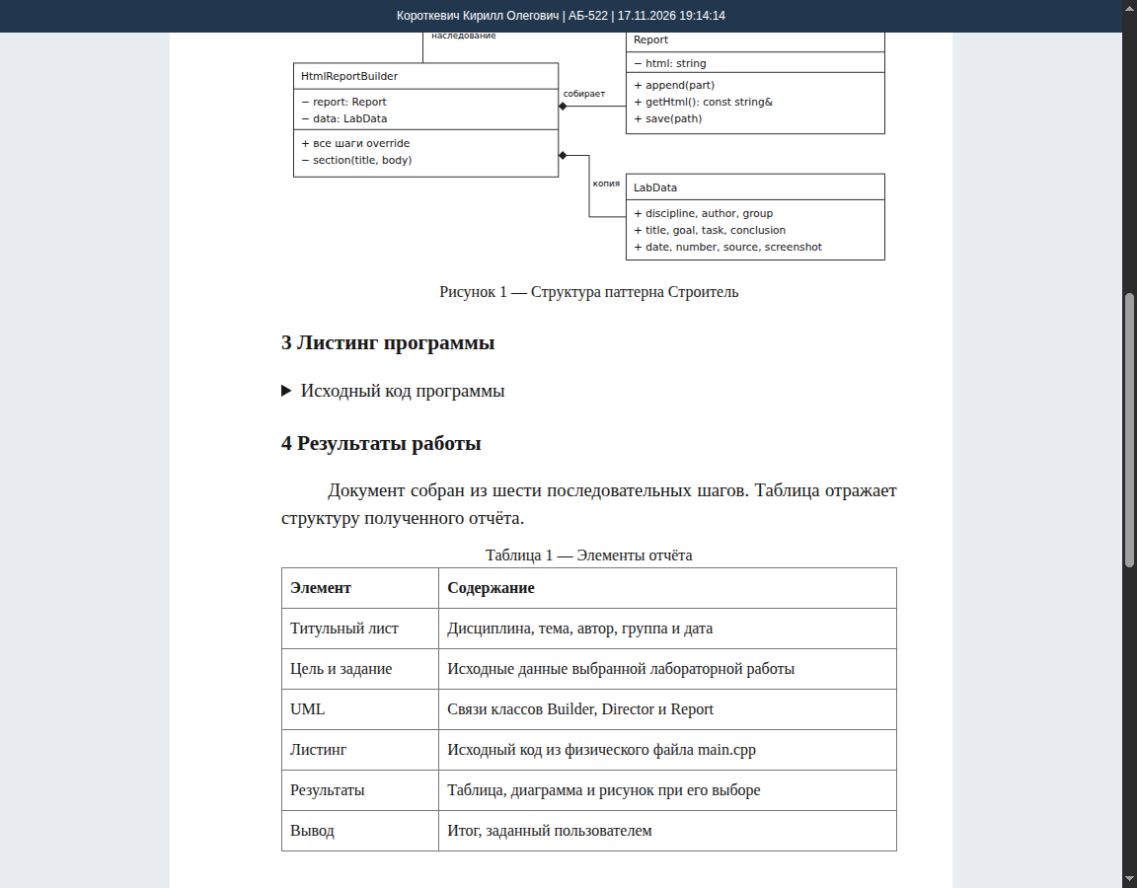 Короткевич Кирилл Олегович | АБ-522 | 17.11.2026 19:14:14
наследование
Report
− html: string
+ append(part)
+ getHtml(): const string&
+ save(path)
HtmlReportBuilder
− report: Report
− data: LabData
+ все шаги override
− section(title, body)
собирает
копия
LabData
+ discipline, author, group
+ title, goal, task, conclusion
+ date, number, source, screenshot
Рисунок 1 — Структура паттерна Строитель
3 Листинг программы
Исходный код программы
4 Результаты работы
Документ собран из шести последовательных шагов. Таблица отражает
структуру полученного отчёта.
Таблица 1 — Элементы отчёта
Элемент Содержание
Титульный лист Дисциплина, тема, автор, группа и дата
Цель и задание Исходные данные выбранной лабораторной работы
UML Связи классов Builder, Director и Report
Листинг Исходный код из физического файла main.cpp
Результаты Таблица, диаграмма и рисунок при его выборе
Вывод Итог, заданный пользователем